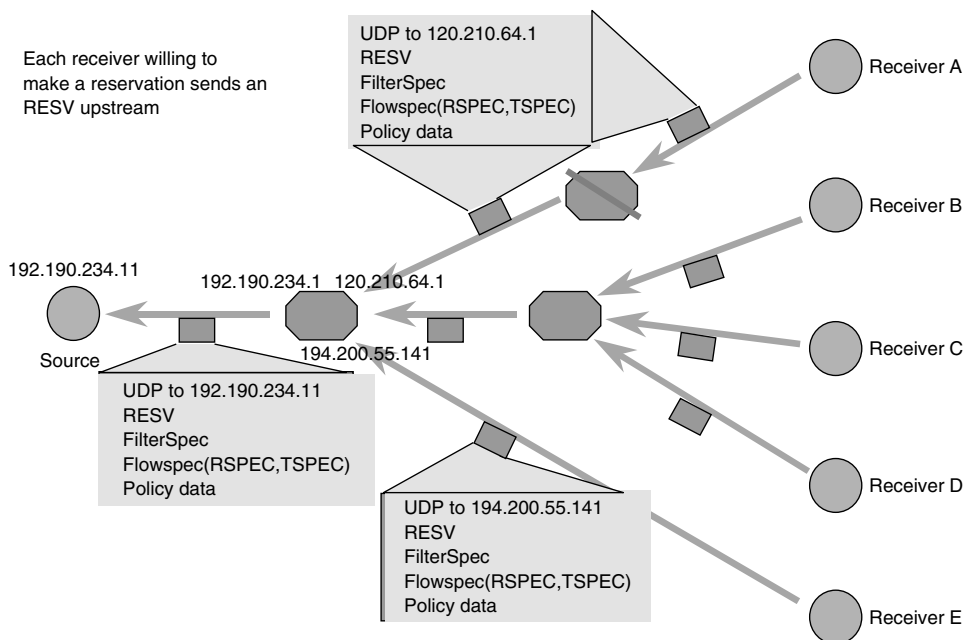 Each receiver willing to
make a reservation sends an
RESV upstream
UDP to 120.210.64.1
RESV
FilterSpec
Flowspec(RSPEC,TSPEC)
Policy data
Receiver A
Receiver B
192.190.234.11
192.190.234.1
120.210.64.1
Source
194.200.55.141
Receiver C
UDP to 192.190.234.11
RESV
FilterSpec
Flowspec(RSPEC,TSPEC)
Policy data
Receiver D
UDP to 194.200.55.141
RESV
FilterSpec
Flowspec(RSPEC,TSPEC)
Policy data
Receiver E